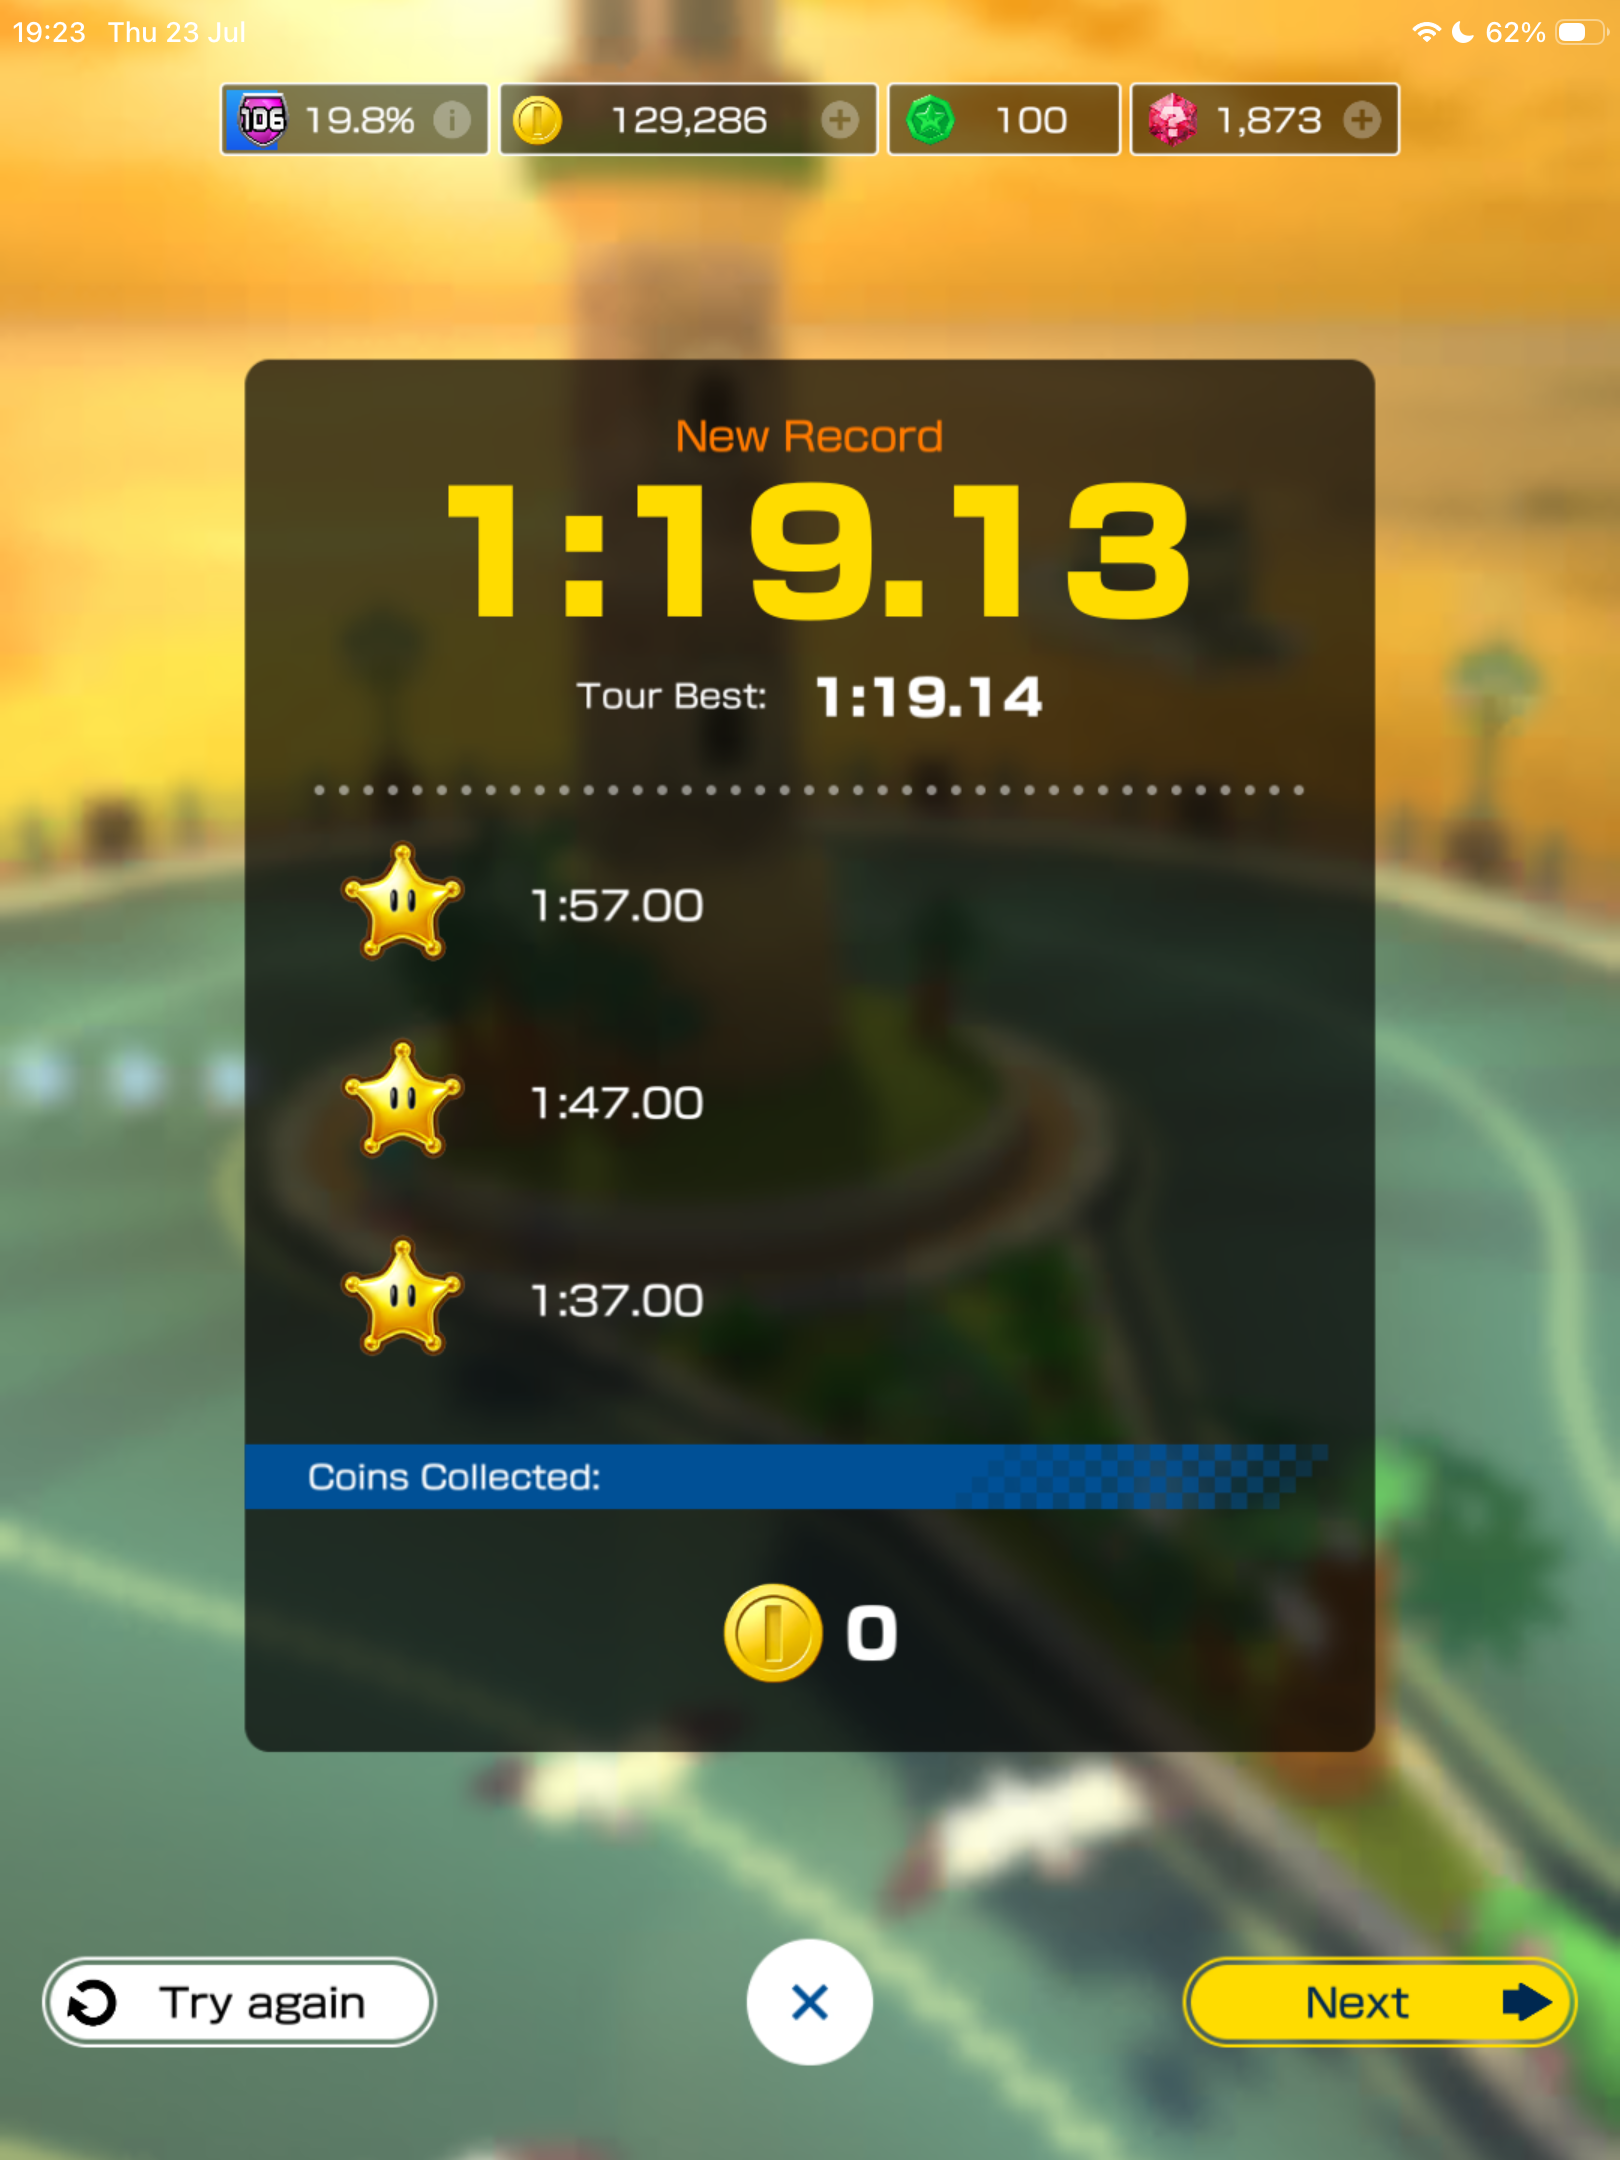 19:23 Thu 23 Jul 62%
106 19.8% i 129,286 + 100 ? 1,873 +
New Record
1:19.13
Tour Best: 1:19.14
1:57.00
1:47.00
1:37.00
Coins Collected:
0
Try again × Next